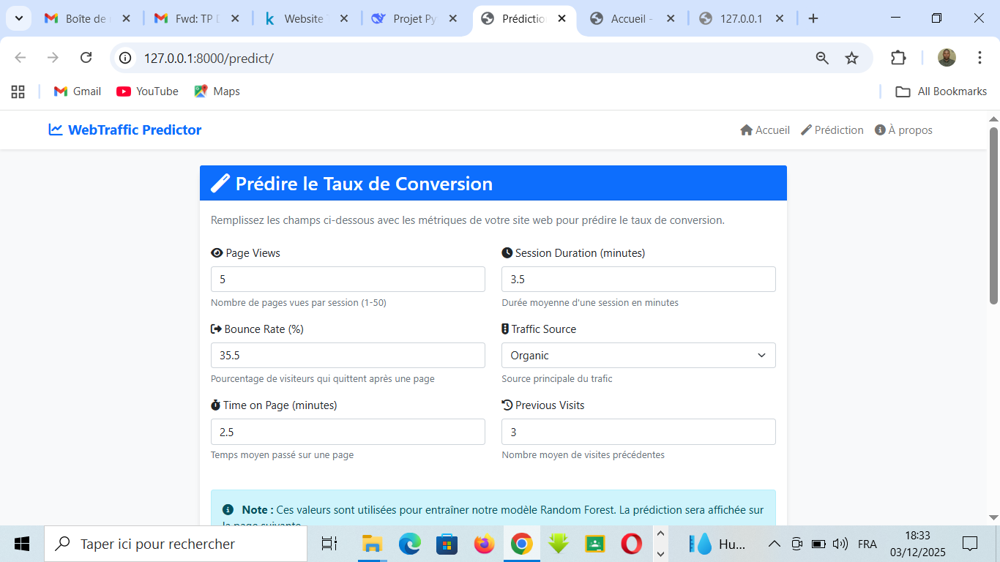 Boîte de
Fwd: TP
Website
Projet Py
Prédictio
Accueil -
127.0.0.1
127.0.0.1:8000/predict/
Gmail
YouTube
Maps
All Bookmarks
WebTraffic Predictor
Accueil
Prédiction
À propos
Prédire le Taux de Conversion
Remplissez les champs ci-dessous avec les métriques de votre site web pour prédire le taux de conversion.
Page Views
Session Duration (minutes)
5
3.5
Nombre de pages vues par session (1-50)
Durée moyenne d'une session en minutes
Bounce Rate (%)
Traffic Source
35.5
Organic
Pourcentage de visiteurs qui quittent après une page
Source principale du trafic
Time on Page (minutes)
Previous Visits
2.5
3
Temps moyen passé sur une page
Nombre moyen de visites précédentes
Note : Ces valeurs sont utilisées pour entraîner notre modèle Random Forest. La prédiction sera affichée sur
la page suivante.
Taper ici pour rechercher
Hu...
FRA
18:33
03/12/2025